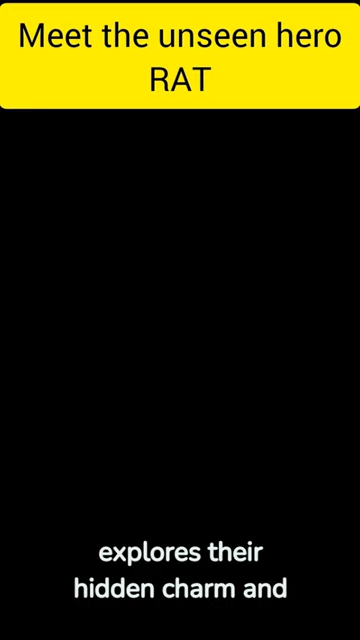 Meet the unseen hero
RAT
explores their
hidden charm and